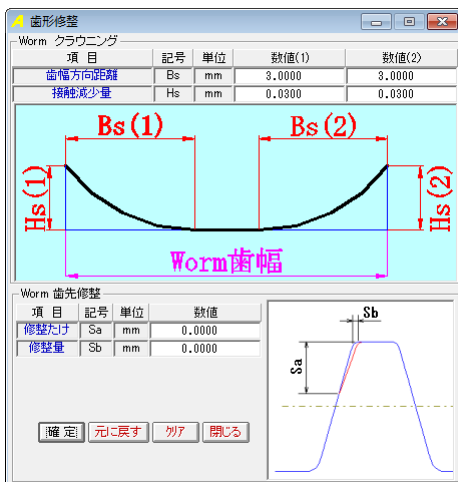 歯形修整
Worm クラウニング
項 目 記号 単位 数値(1) 数値(2)
歯幅方向距離 Bs mm 3.0000 3.0000
接触減少量 Hs mm 0.0300 0.0300
Bs(1) Bs(2)
Hs(1) Hs(2)
Worm歯幅
Worm 歯先修整
項 目 記号 単位 数値
修整たけ Sa mm 0.0000
修整量 Sb mm 0.0000
Sb
Sa
確 定 元に戻す クリア 閉じる